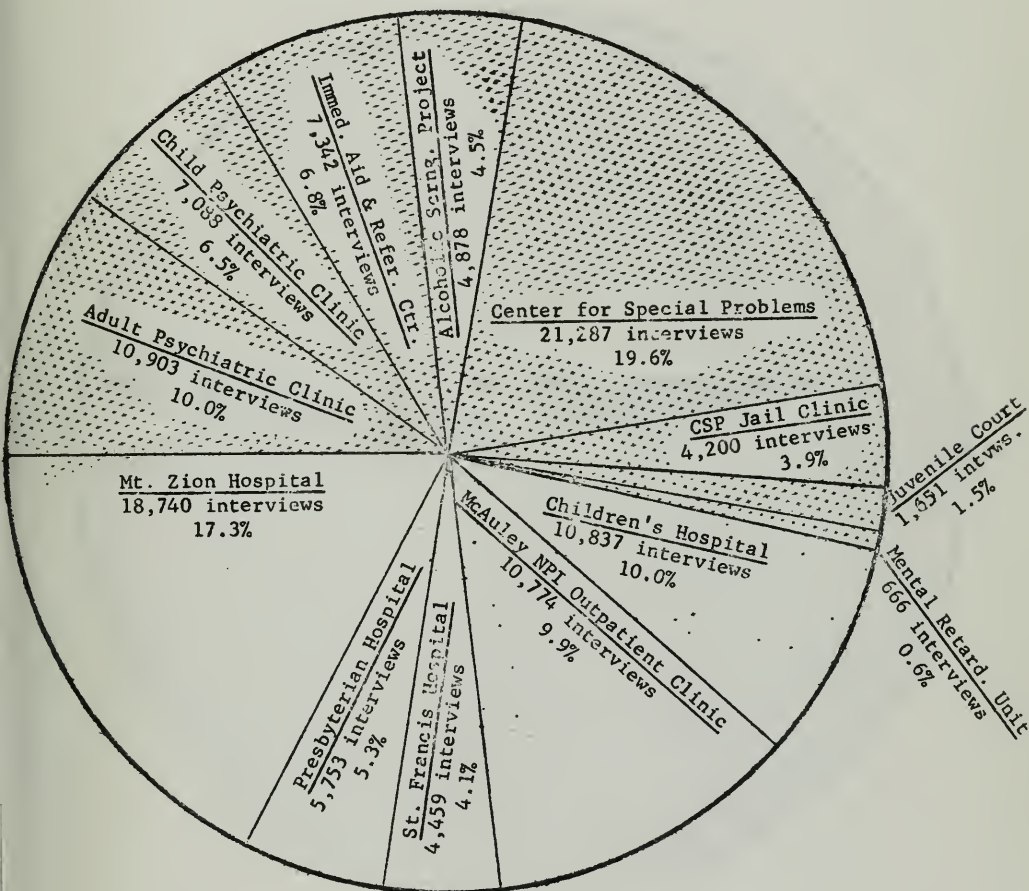 Alcoholic Scrng. Project
4,878 interviews
4.5%
Immed. Aid & Refer. Ctr
7,342 interviews
6.8%
Child Psychiatric Clinic
7,088 interviews
6.5%
Adult Psychiatric Clinic
10,903 interviews
10.0%
Center for Special Problems
21,287 interviews
19.6%
CSP Jail Clinic
4,200 interviews
3.9%
Juvenile Court
1,651 intvws.
1.5%
Mental Retard. Unit
666 interviews
0.6%
Children's Hospital
10,837 interviews
10.0%
McAuley NPI Outpatient Clinic
10,774 interviews
9.9%
St. Francis Hospital
4,459 interviews
4.1%
Presbyterian Hospital
5,753 interviews
5.3%
Mt. Zion Hospital
18,740 interviews
17.3%